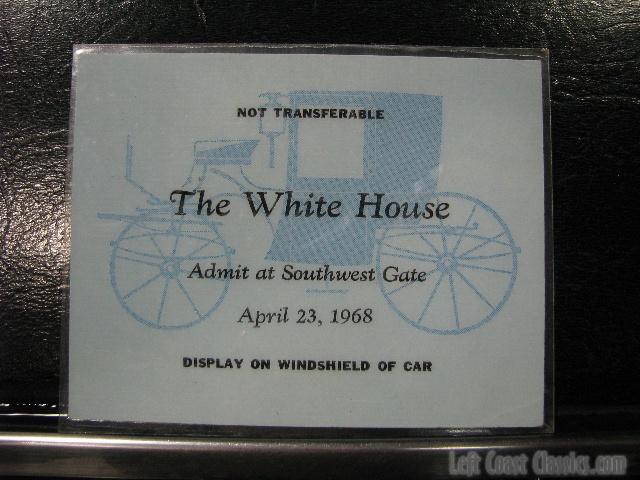 NOT TRANSFERABLE
The White House
Admit at Southwest Gate
April 23, 1968
DISPLAY ON WINDSHIELD OF CAR
Left Coast Classics.com